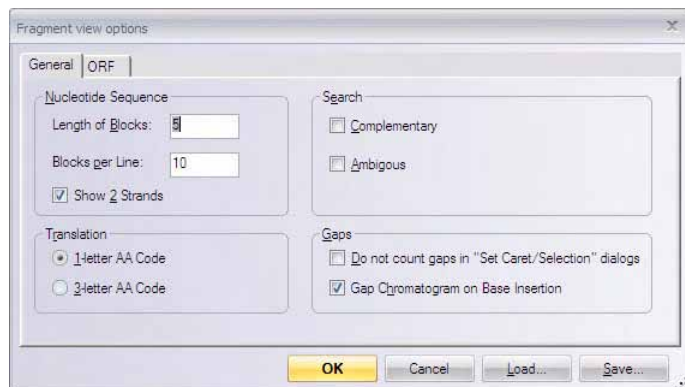 Fragment view options
General
ORF
Nucleotide Sequence
Length of Blocks: 5
Blocks per Line: 10
Show 2 Strands
Search
Complementary
Ambigous
Translation
1-letter AA Code
3-letter AA Code
Gaps
Do not count gaps in "Set Caret/Selection" dialogs
Gap Chromatogram on Base Insertion
OK
Cancel
Load...
Save...